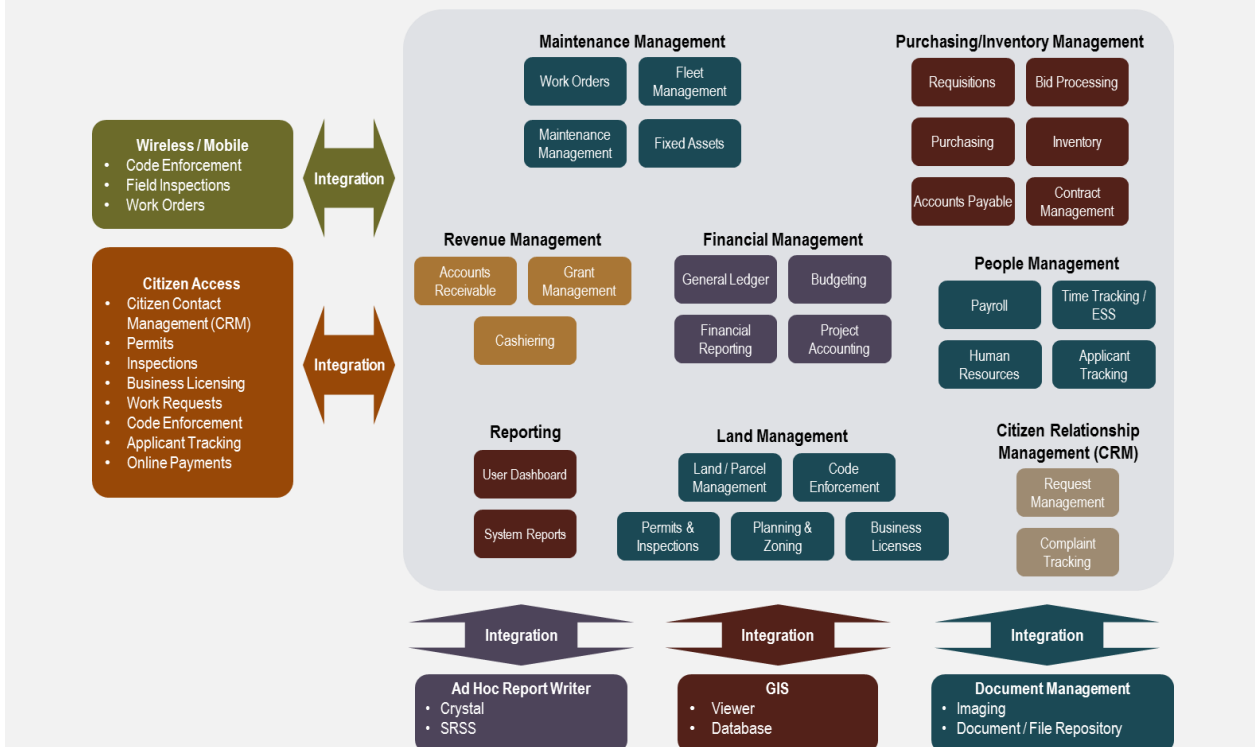 Maintenance Management
Work Orders
Fleet
Management
Maintenance
Management
Fixed Assets
Purchasing/Inventory Management
Requisitions
Bid Processing
Purchasing
Inventory
Accounts Payable
Contract
Management
Wireless / Mobile
• Code Enforcement
• Field Inspections
• Work Orders
Integration
Citizen Access
• Citizen Contact
Management (CRM)
• Permits
• Inspections
• Business Licensing
• Work Requests
• Code Enforcement
• Applicant Tracking
• Online Payments
Integration
Revenue Management
Accounts
Receivable
Grant
Management
Cashiering
Financial Management
General Ledger
Budgeting
Financial
Reporting
Project
Accounting
People Management
Payroll
Time Tracking /
ESS
Human
Resources
Applicant
Tracking
Reporting
User Dashboard
System Reports
Land Management
Land / Parcel
Management
Code
Enforcement
Permits &
Inspections
Planning &
Zoning
Business
Licenses
Citizen Relationship
Management (CRM)
Request
Management
Complaint
Tracking
Integration
Integration
Integration
Ad Hoc Report Writer
• Crystal
• SRSS
GIS
• Viewer
• Database
Document Management
• Imaging
• Document / File Repository